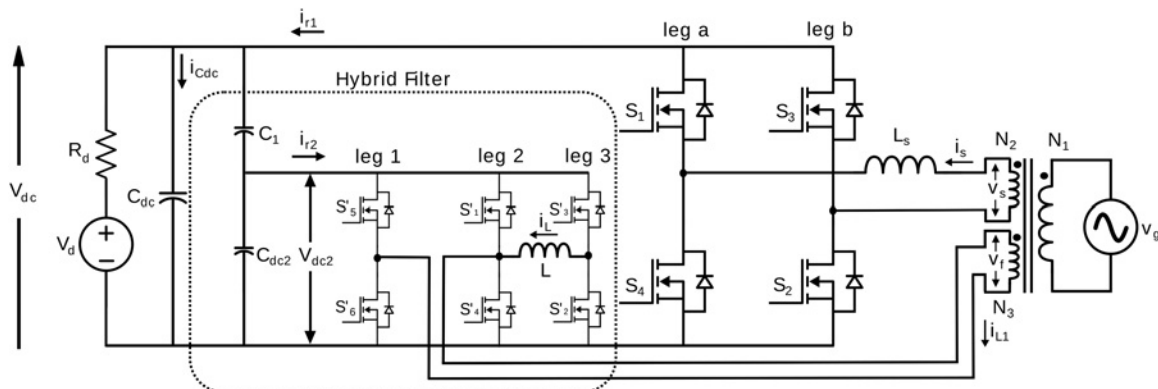 i_r1
leg a
leg b
i_Cdc
Hybrid Filter
S_1
S_3
C_1
R_d
i_r2
leg 1
leg 2
leg 3
L_s
i_s
N_2
N_1
V_dc
C_dc
S'_5
S'_1
S'_3
i_L
v_s
V_d
C_dc2
V_dc2
L
v_g
S'_6
S'_4
S'_2
S_4
S_2
v_f
N_3
i_L1